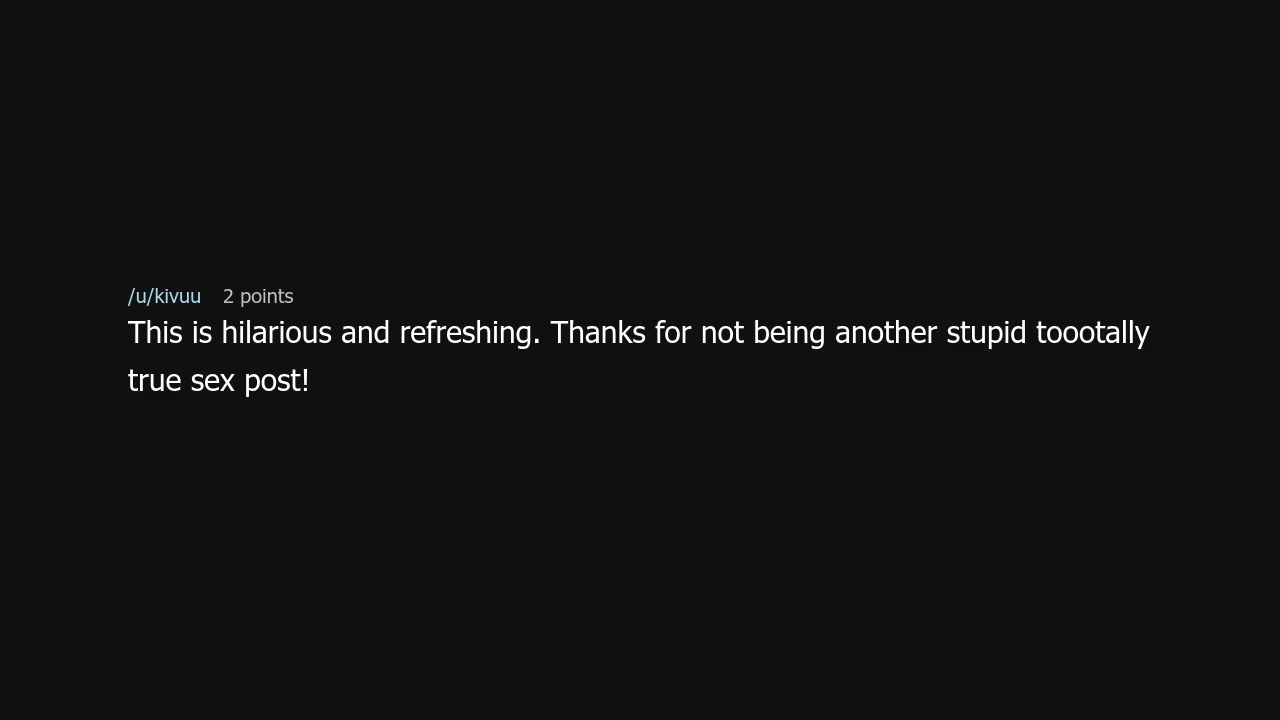 /u/kivuu 2 points
This is hilarious and refreshing. Thanks for not being another stupid toootally
true sex post!